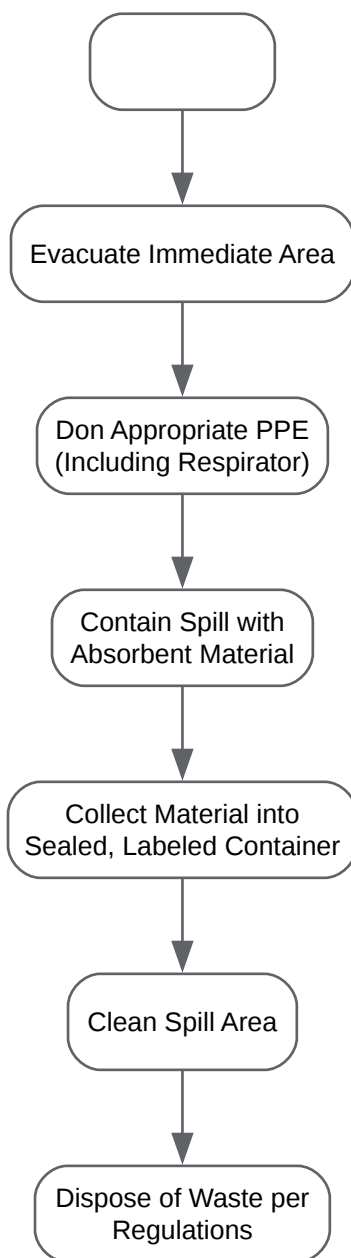 Evacuate Immediate Area
Don Appropriate PPE
(Including Respirator)
Contain Spill with
Absorbent Material
Collect Material into
Sealed, Labeled Container
Clean Spill Area
Dispose of Waste per
Regulations